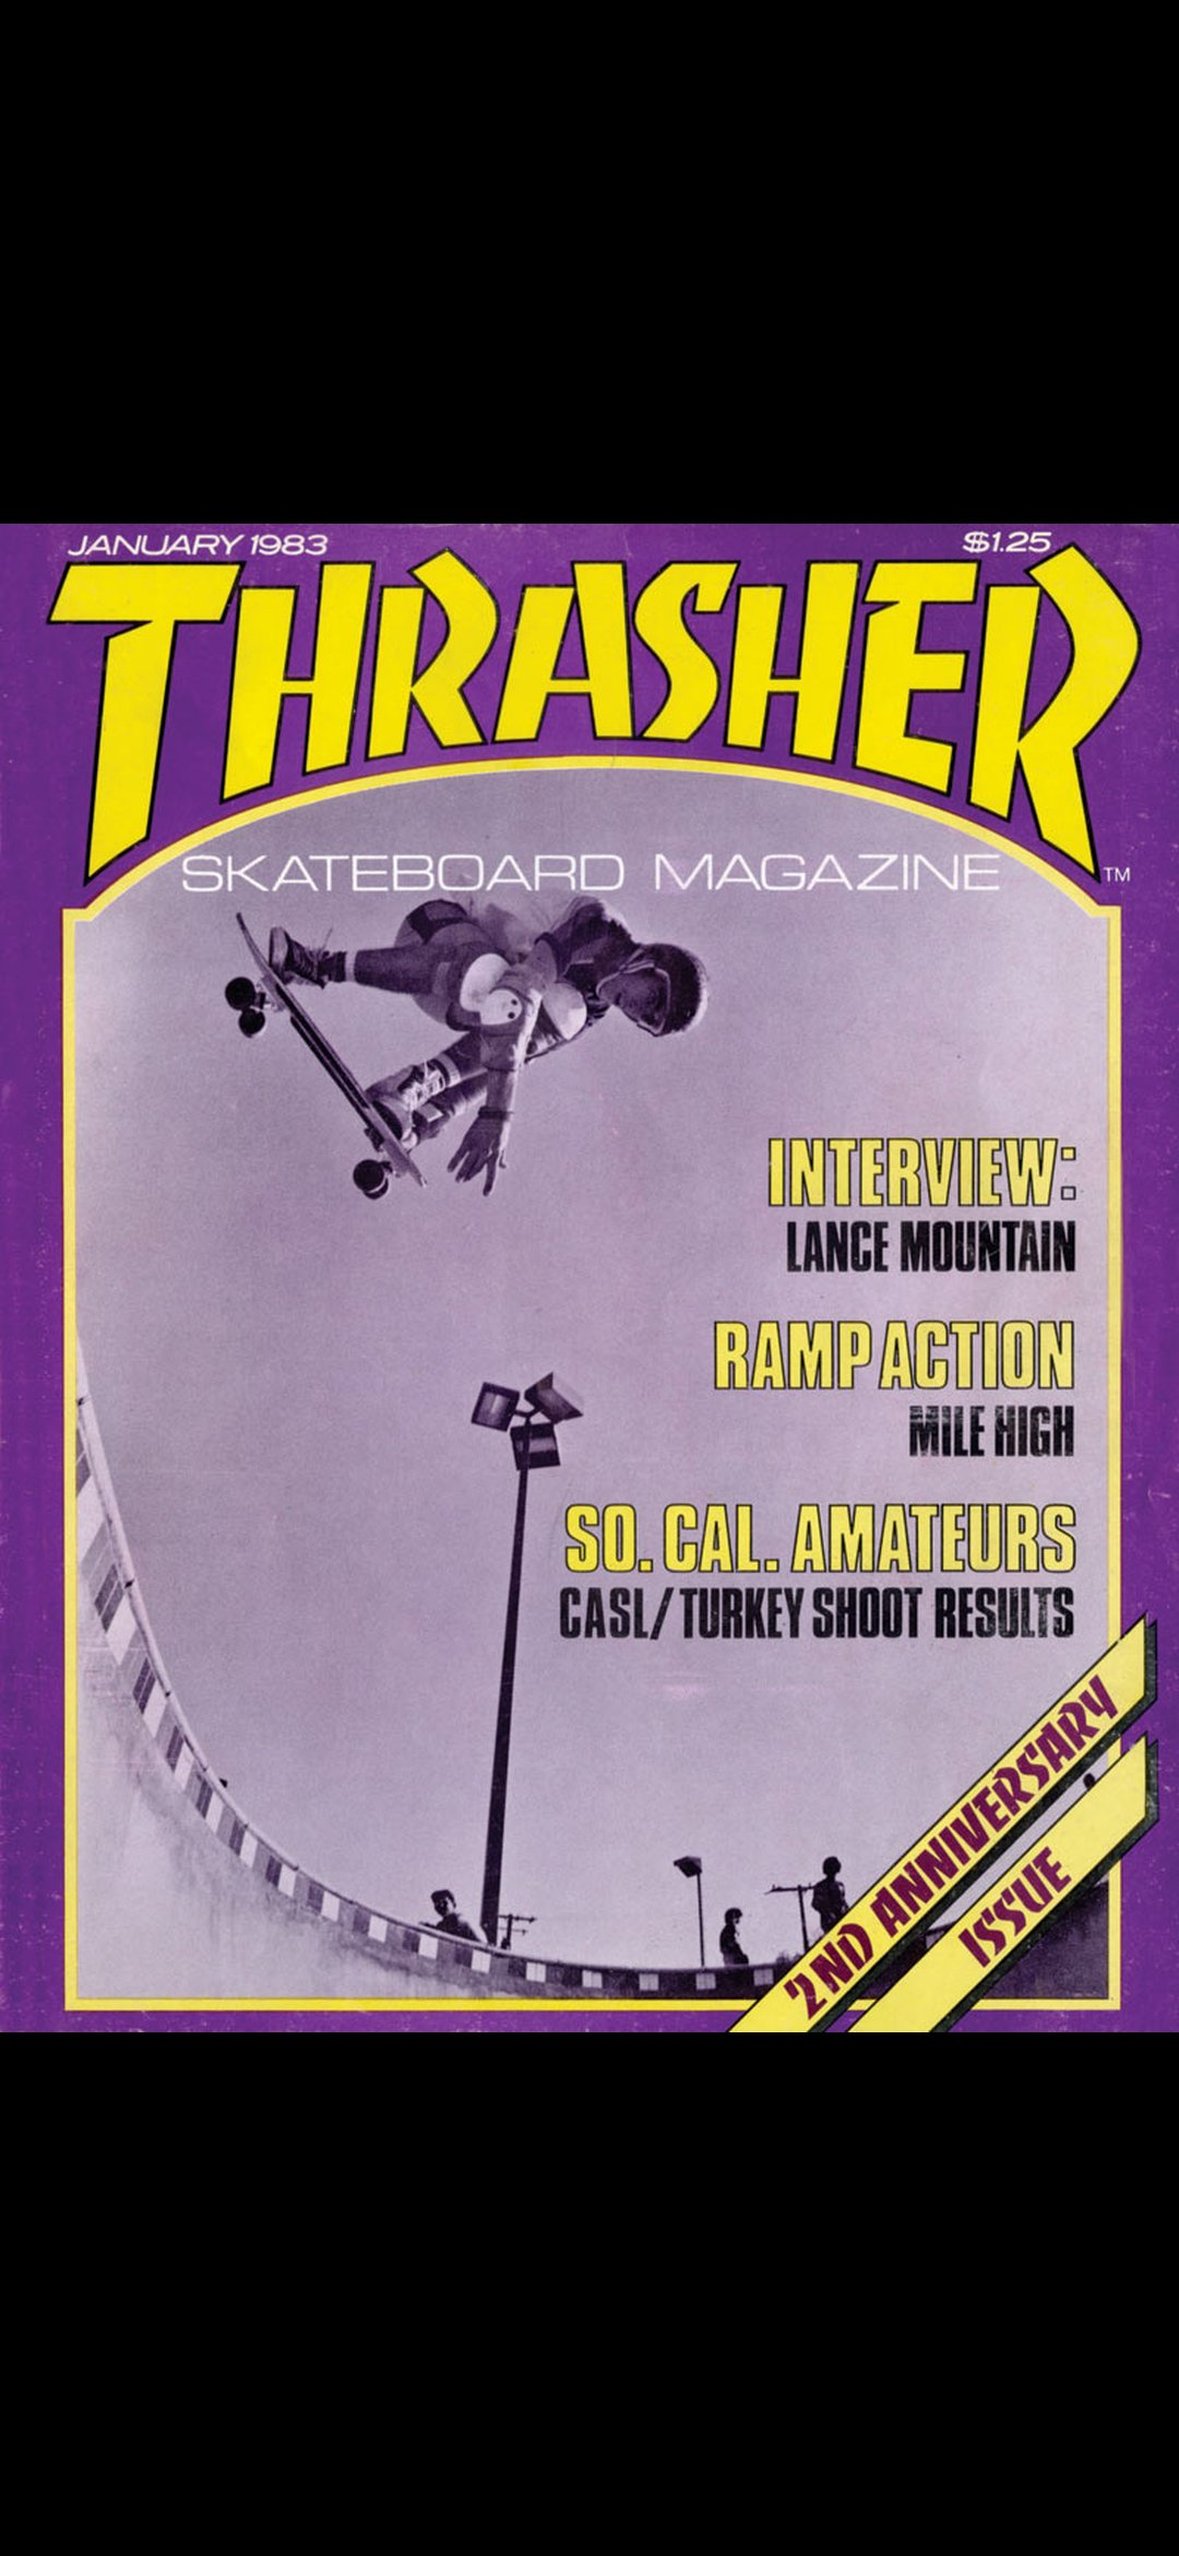 JANUARY 1983
$1.25
THRASHER
TM
SKATEBOARD MAGAZINE
INTERVIEW:
LANCE MOUNTAIN
RAMP ACTION
MILE HIGH
SO. CAL. AMATEURS
CASL/TURKEY SHOOT RESULTS
2ND ANNIVERSARY
ISSUE